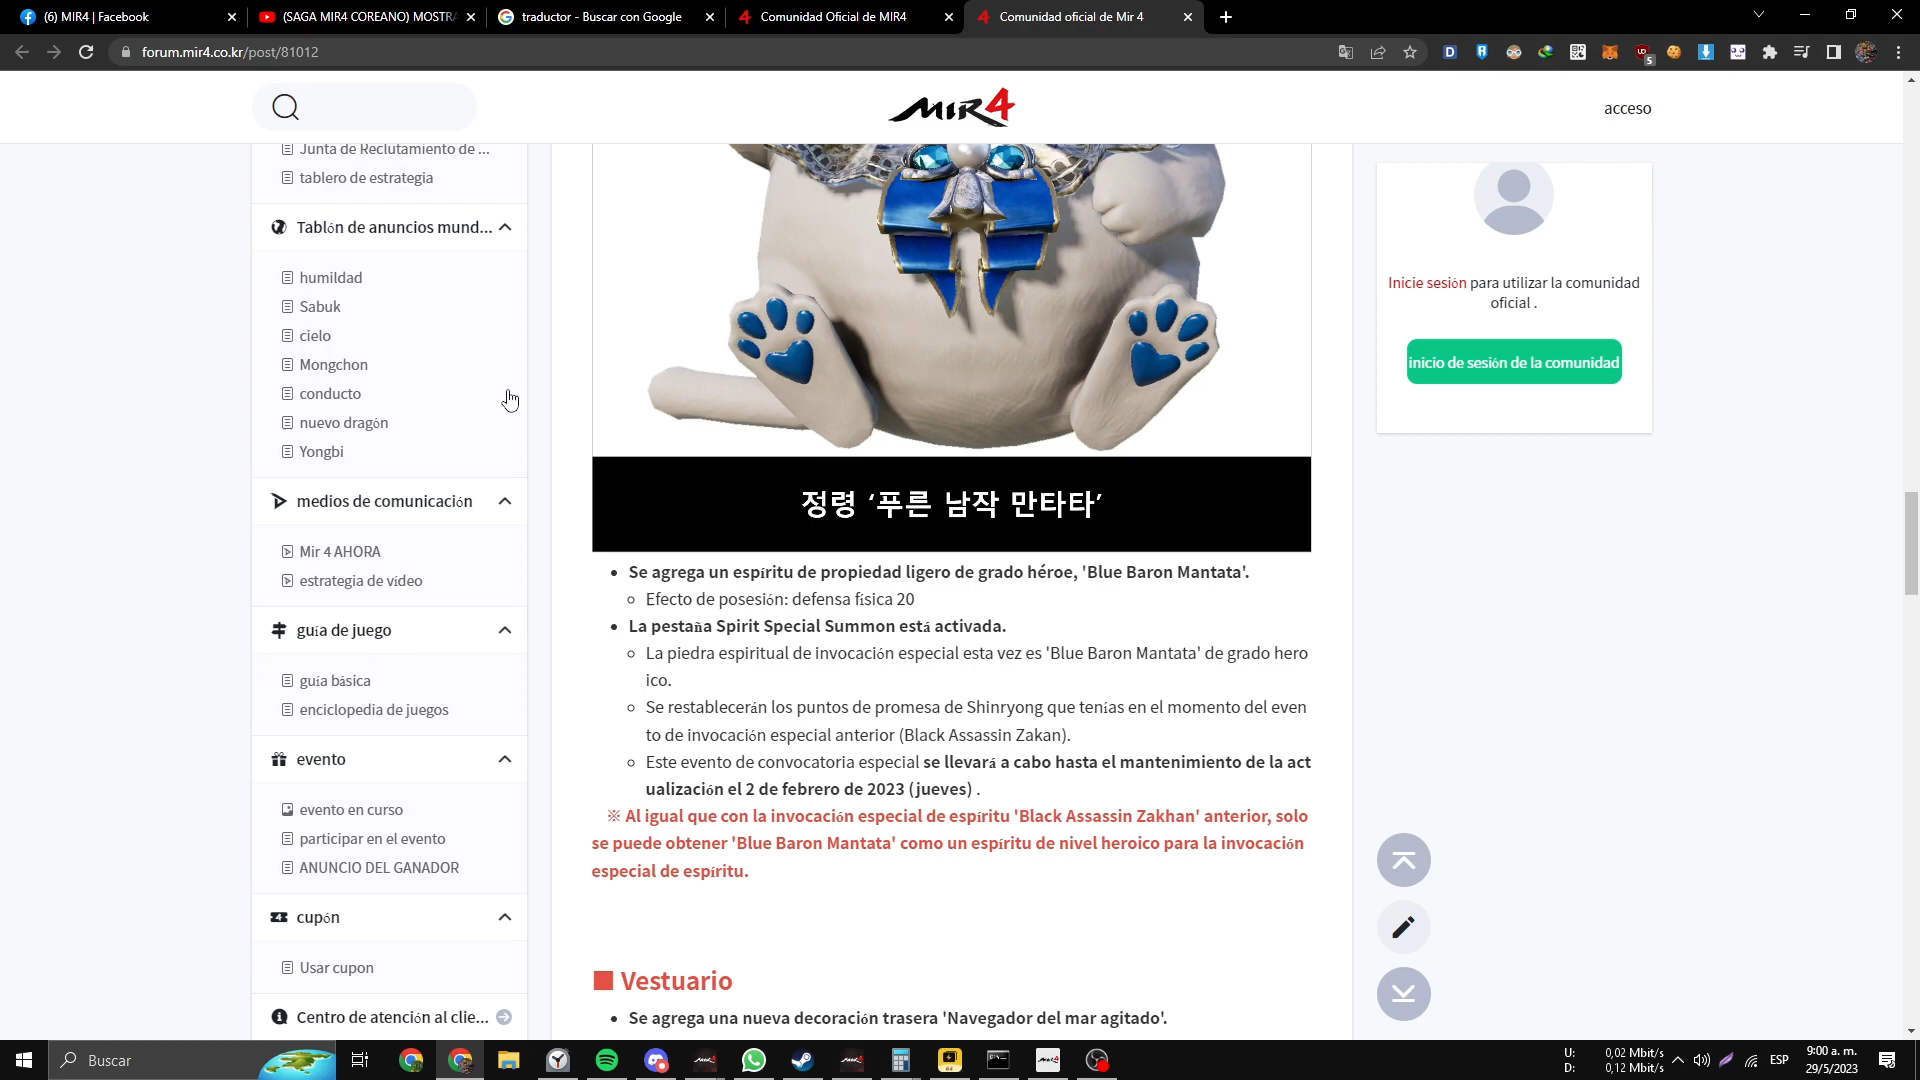 (6) MIR4 | Facebook
(SAGA MIR4 COREANO) MOSTRA
traductor - Buscar con Google
Comunidad Oficial de MIR4
Comunidad oficial de Mir 4
forum.mir4.co.kr/post/81012
MIR4
acceso
Junta de Reclutamiento de ...
tablero de estrategia
Tablón de anuncios mund...
humildad
Sabuk
cielo
Mongchon
conducto
nuevo dragón
Yongbi
medios de comunicación
Mir 4 AHORA
estrategia de vídeo
guía de juego
guía básica
enciclopedia de juegos
evento
evento en curso
participar en el evento
ANUNCIO DEL GANADOR
cupón
Usar cupon
Centro de atención al clie...
정령 ‘푸른 남작 만타타’
Se agrega un espíritu de propiedad ligero de grado héroe, 'Blue Baron Mantata'.
Efecto de posesión: defensa física 20
La pestaña Spirit Special Summon está activada.
La piedra espiritual de invocación especial esta vez es 'Blue Baron Mantata' de grado hero
ico.
Se restablecerán los puntos de promesa de Shinryong que tenías en el momento del even
to de invocación especial anterior (Black Assassin Zakan).
Este evento de convocatoria especial se llevará a cabo hasta el mantenimiento de la act
ualización el 2 de febrero de 2023 (jueves) .
※ Al igual que con la invocación especial de espíritu 'Black Assassin Zakhan' anterior, solo
se puede obtener 'Blue Baron Mantata' como un espíritu de nivel heroico para la invocación
especial de espíritu.
■ Vestuario
Se agrega una nueva decoración trasera 'Navegador del mar agitado'.
Inicie sesión para utilizar la comunidad
oficial .
inicio de sesión de la comunidad
Buscar
U: 0,02 Mbit/s
D: 0,12 Mbit/s
ESP
9:00 a. m.
29/5/2023